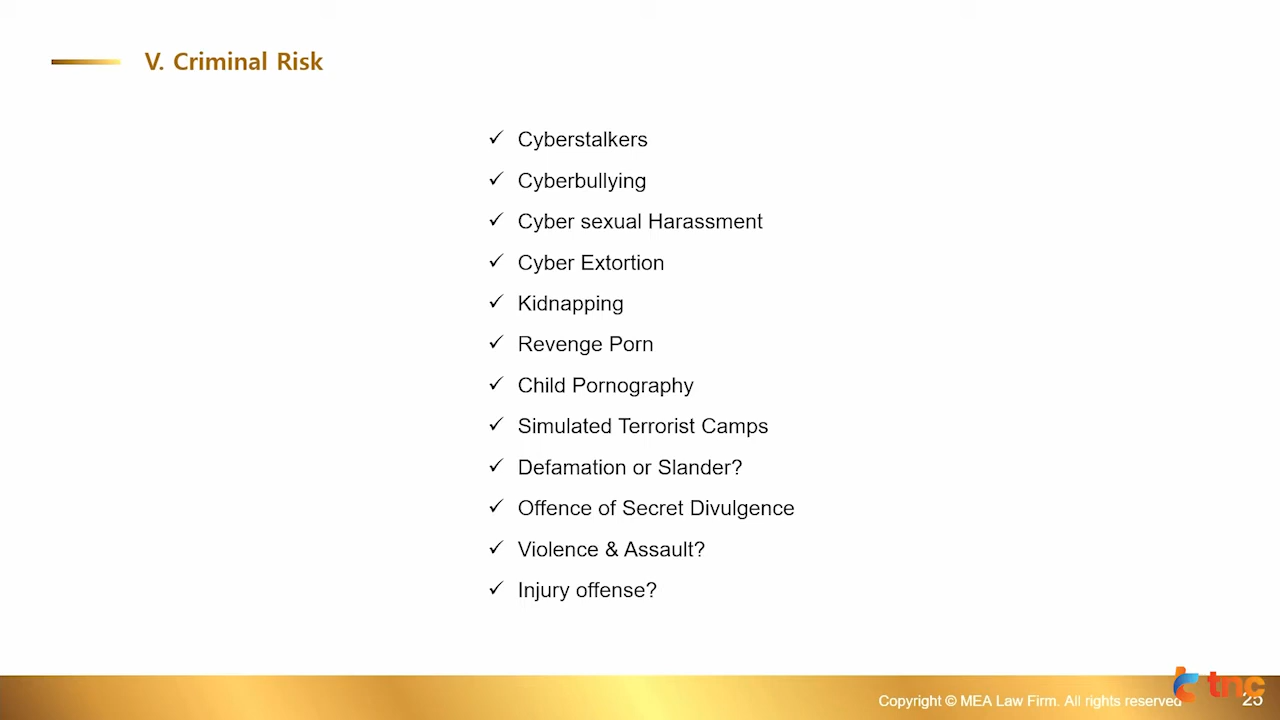 V. Criminal Risk
✓ Cyberstalkers
✓ Cyberbullying
✓ Cyber sexual Harassment
✓ Cyber Extortion
✓ Kidnapping
✓ Revenge Porn
✓ Child Pornography
✓ Simulated Terrorist Camps
✓ Defamation or Slander?
✓ Offence of Secret Divulgence
✓ Violence & Assault?
✓ Injury offense?
Copyright © MEA Law Firm. All rights reserved
25
tnc